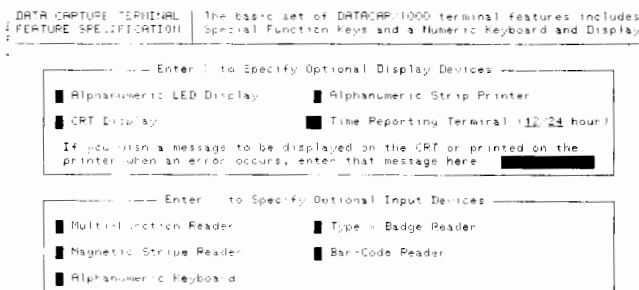 DATA CAPTURE TERMINAL
FEATURE SPECIFICATION
The basic set of DATACAP/1000 terminal features includes
Special Function Keys and a Numeric Keyboard and Display
Enter to Specify Optional Display Devices
Alphanumeric LED Display
Alphanumeric Strip Printer
CRT Display
Time Reporting Terminal (12/24 hour)
If you wish a message to be displayed on the CRT or printed on the
printer when an error occurs, enter that message here
Enter to Specify Optional Input Devices
Multifunction Reader
Type Badge Reader
Magnetic Stripe Reader
Bar-Code Reader
Alphanumeric Keyboard